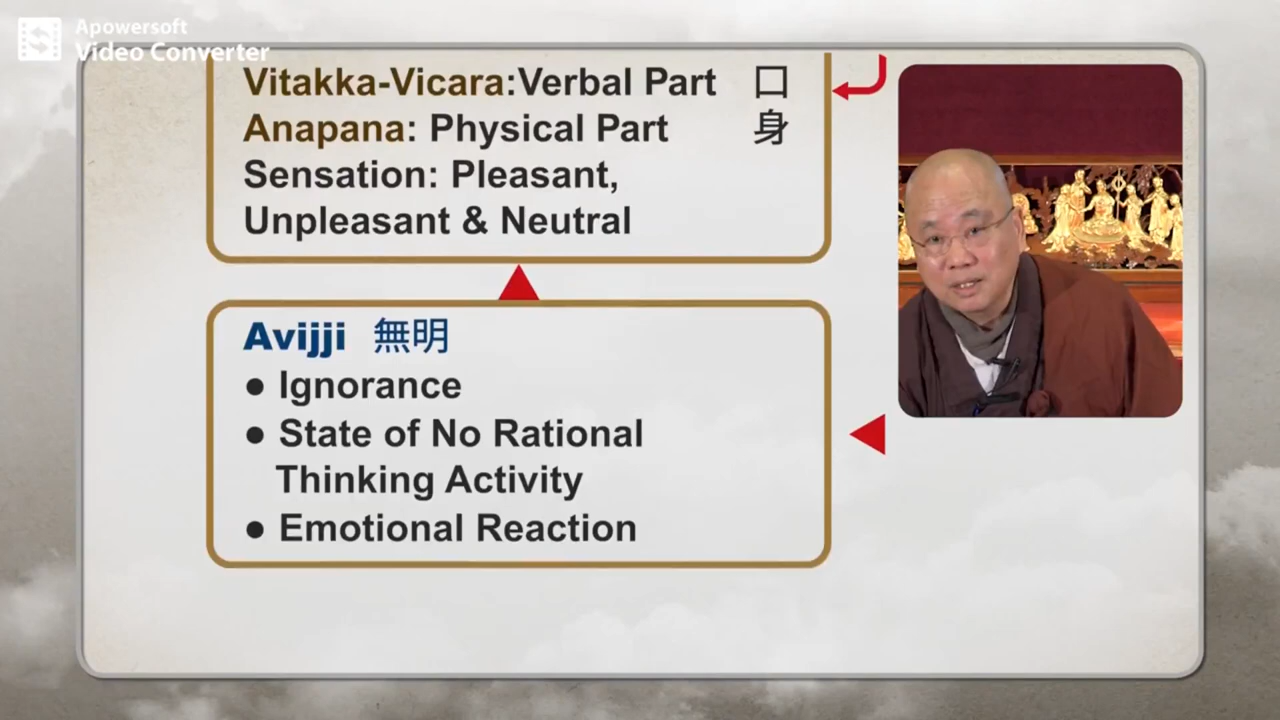 Apowersoft
Video Converter
Vitakka-Vicara:Verbal Part 口
Anapana: Physical Part 身
Sensation: Pleasant,
Unpleasant & Neutral
Avijji 無明
● Ignorance
● State of No Rational
Thinking Activity
● Emotional Reaction